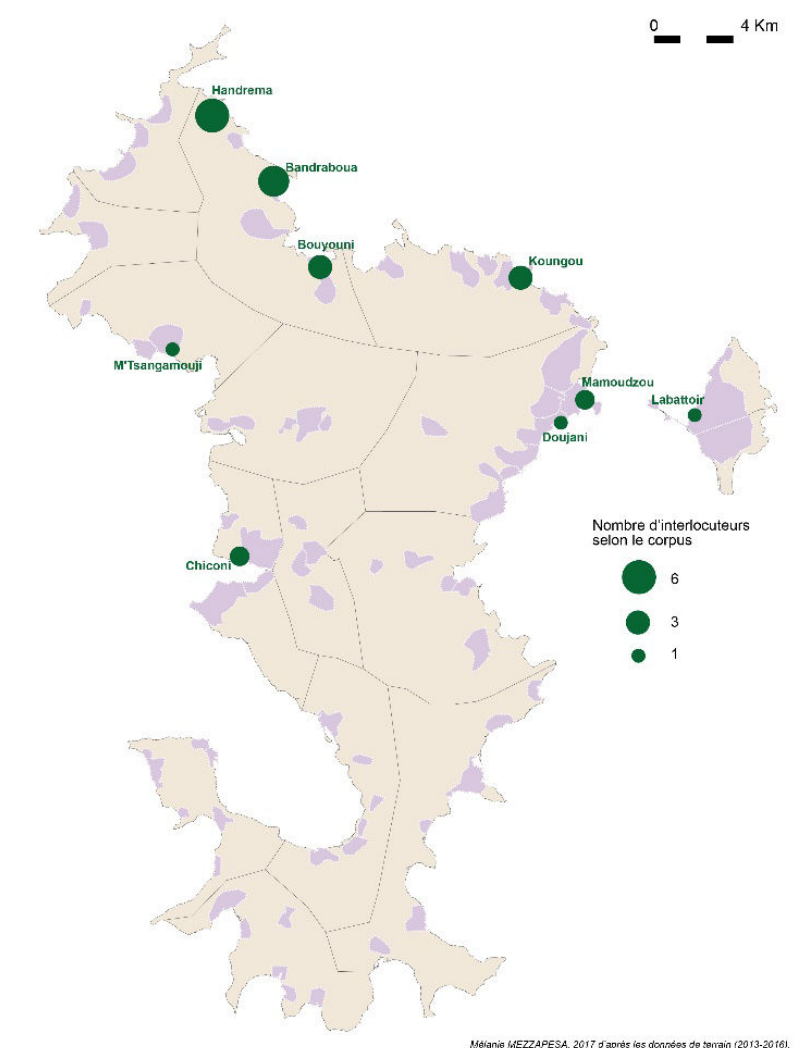 0 4 Km
Handrema
Bandraboua
Bouyouni
Koungou
M'Tsangamouji
Mamoudzou
Labattoir
Doujani
Nombre d'interlocuteurs
selon le corpus
Chiconi
6
3
1
Mélanie MEZZAPESA, 2017 d'après les données de terrain (2013-2016).